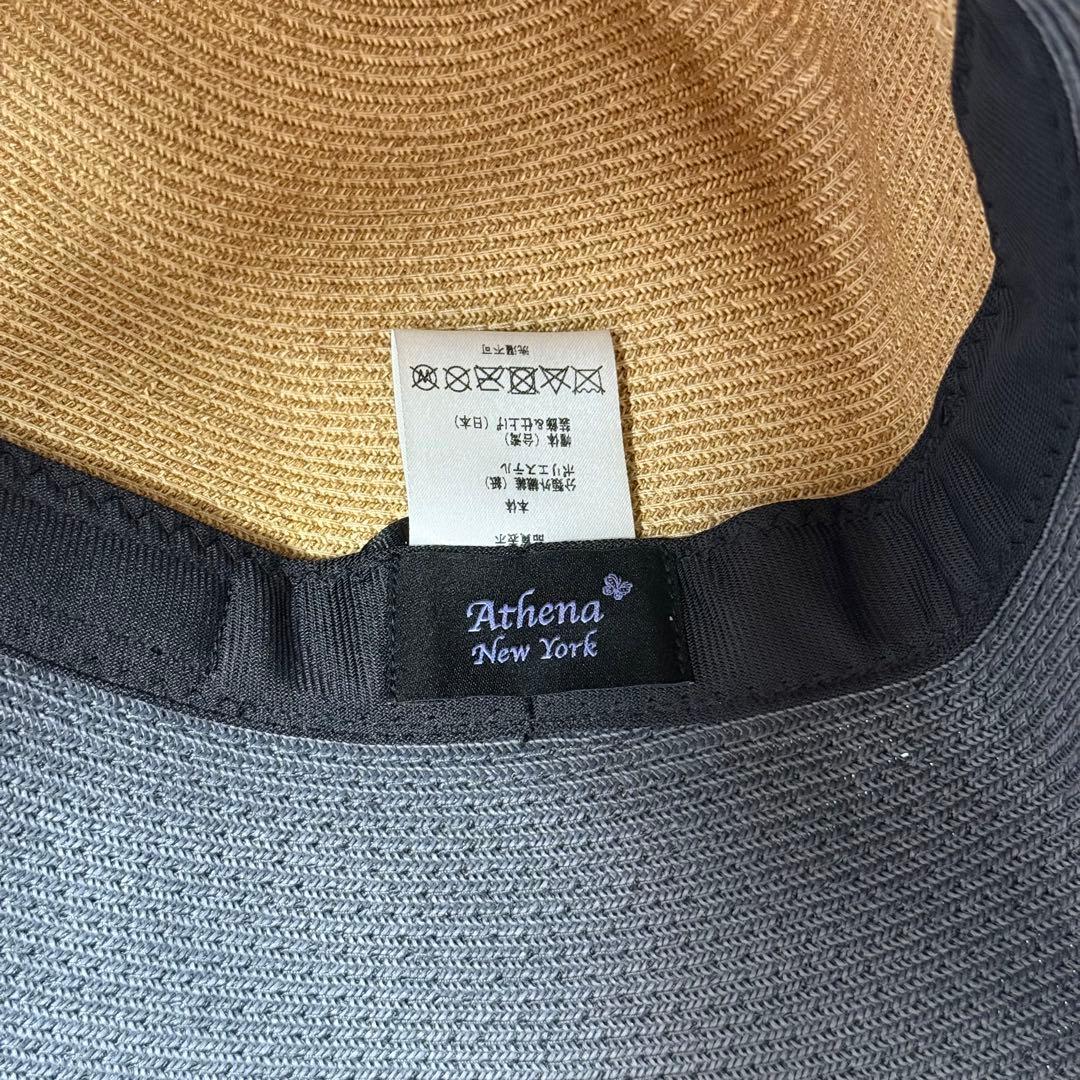 品質表示
本体
分類外繊維（紙）
ポリエステル
帽体（台湾）
装飾&仕上げ（日本）
洗濯不可
Athena
New York